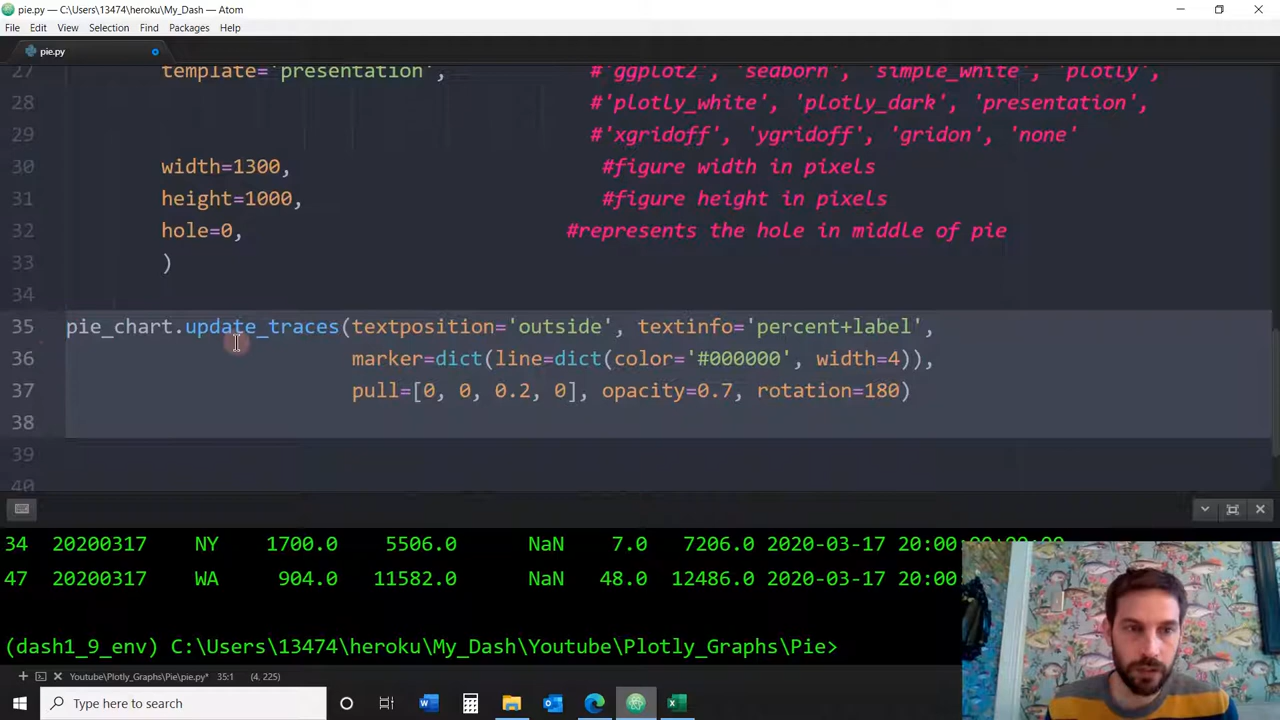 pie.py — C:\Users\13474\heroku\My_Dash — Atom
File Edit View Selection Find Packages Help
pie.py
27 template='presentation', #'ggplot2', 'seaborn', 'simple_white', 'plotly',
28 #'plotly_white', 'plotly_dark', 'presentation',
29 #'xgridoff', 'ygridoff', 'gridon', 'none'
30 width=1300, #figure width in pixels
31 height=1000, #figure height in pixels
32 hole=0, #represents the hole in middle of pie
33 )
34
35 pie_chart.update_traces(textposition='outside', textinfo='percent+label',
36 marker=dict(line=dict(color='#000000', width=4)),
37 pull=[0, 0, 0.2, 0], opacity=0.7, rotation=180)
38
39
40
34 20200317 NY 1700.0 5506.0 NaN 7.0 7206.0 2020-03-17 20:00:00+00:00
47 20200317 WA 904.0 11582.0 NaN 48.0 12486.0 2020-03-17 20:00
(dash1_9_env) C:\Users\13474\heroku\My_Dash\Youtube\Plotly_Graphs\Pie>
Youtube\Plotly_Graphs\Pie\pie.py* 35:1 (4, 225)
Type here to search